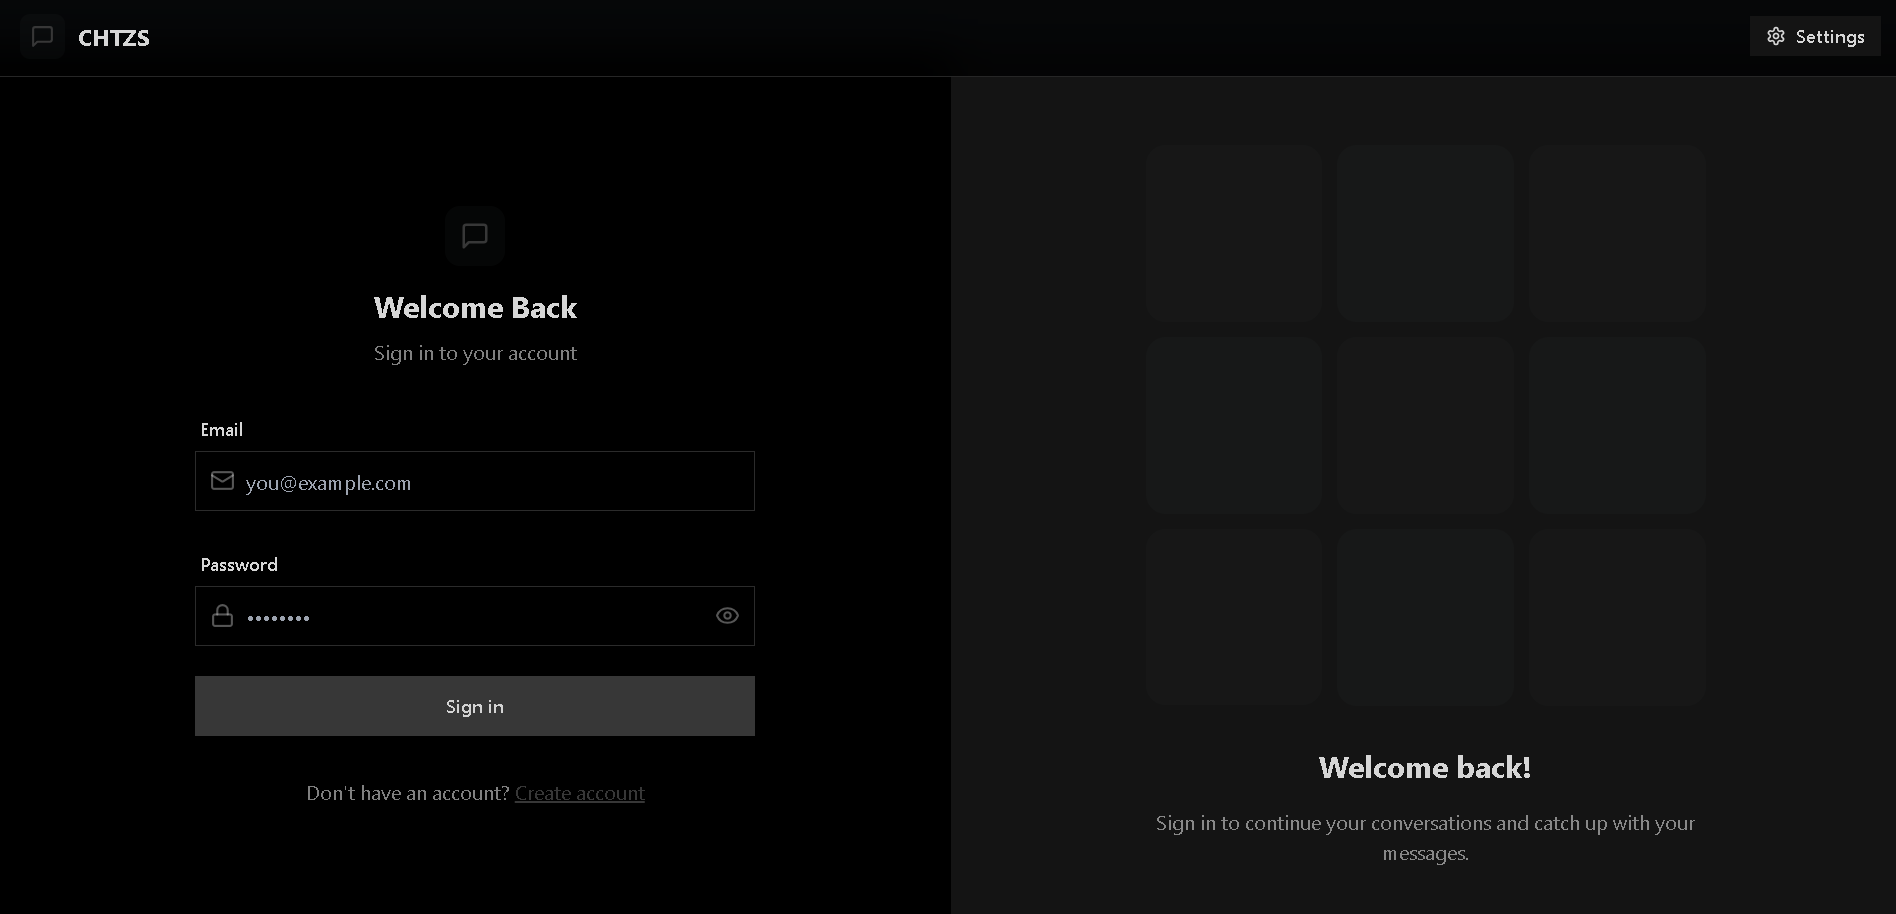 CHTZS
Settings
Welcome Back
Sign in to your account
Email
you@example.com
Password
••••••••
Sign in
Don't have an account? Create account
Welcome back!
Sign in to continue your conversations and catch up with your
messages.